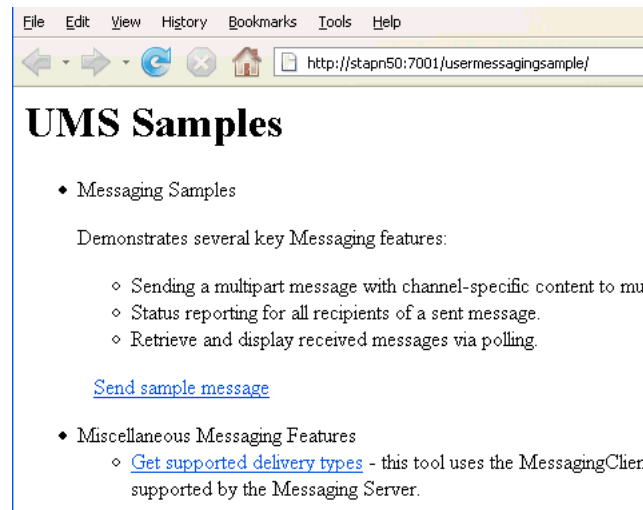 File Edit View History Bookmarks Tools Help
http://stapn50:7001/usermessagingsample/
UMS Samples
Messaging Samples
Demonstrates several key Messaging features:
Sending a multipart message with channel-specific content to mu
Status reporting for all recipients of a sent message.
Retrieve and display received messages via polling.
Send sample message
Miscellaneous Messaging Features
Get supported delivery types - this tool uses the MessagingClien
supported by the Messaging Server.